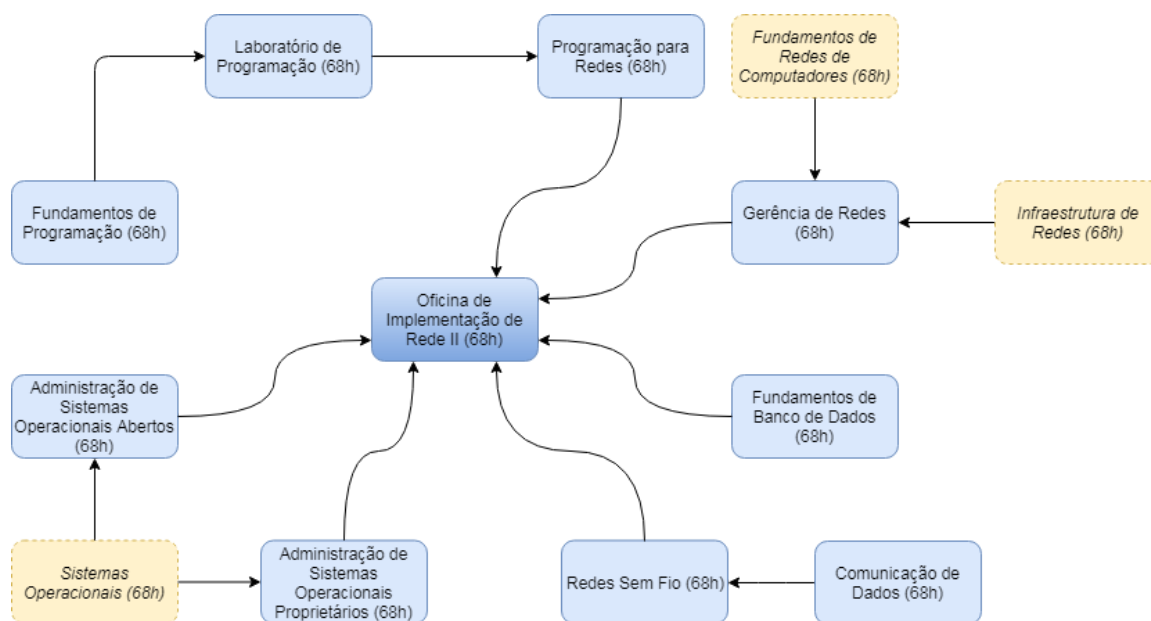 Laboratório de
Programação (68h)
Programação para
Redes (68h)
Fundamentos de
Redes de
Computadores (68h)
Fundamentos de
Programação (68h)
Gerência de Redes
(68h)
Infraestrutura de
Redes (68h)
Oficina de
Implementação de
Rede II (68h)
Administração de
Sistemas
Operacionais Abertos
(68h)
Fundamentos de
Banco de Dados
(68h)
Sistemas
Operacionais (68h)
Administração de
Sistemas
Operacionais
Proprietários (68h)
Redes Sem Fio (68h)
Comunicação de
Dados (68h)